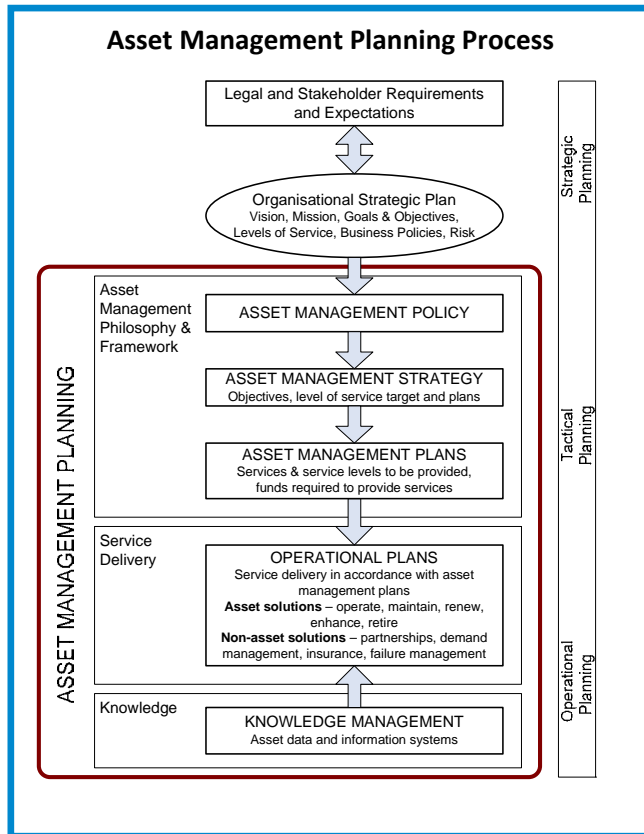 Asset Management Planning Process
Legal and Stakeholder Requirements
and Expectations
Organisational Strategic Plan
Vision, Mission, Goals & Objectives,
Levels of Service, Business Policies, Risk
Strategic
Planning
ASSET MANAGEMENT PLANNING
Asset
Management
Philosophy &
Framework
ASSET MANAGEMENT POLICY
ASSET MANAGEMENT STRATEGY
Objectives, level of service target and plans
ASSET MANAGEMENT PLANS
Services & service levels to be provided,
funds required to provide services
Tactical
Planning
Service
Delivery
OPERATIONAL PLANS
Service delivery in accordance with asset
management plans
Asset solutions – operate, maintain, renew,
enhance, retire
Non-asset solutions – partnerships, demand
management, insurance, failure management
Operational
Planning
Knowledge
KNOWLEDGE MANAGEMENT
Asset data and information systems